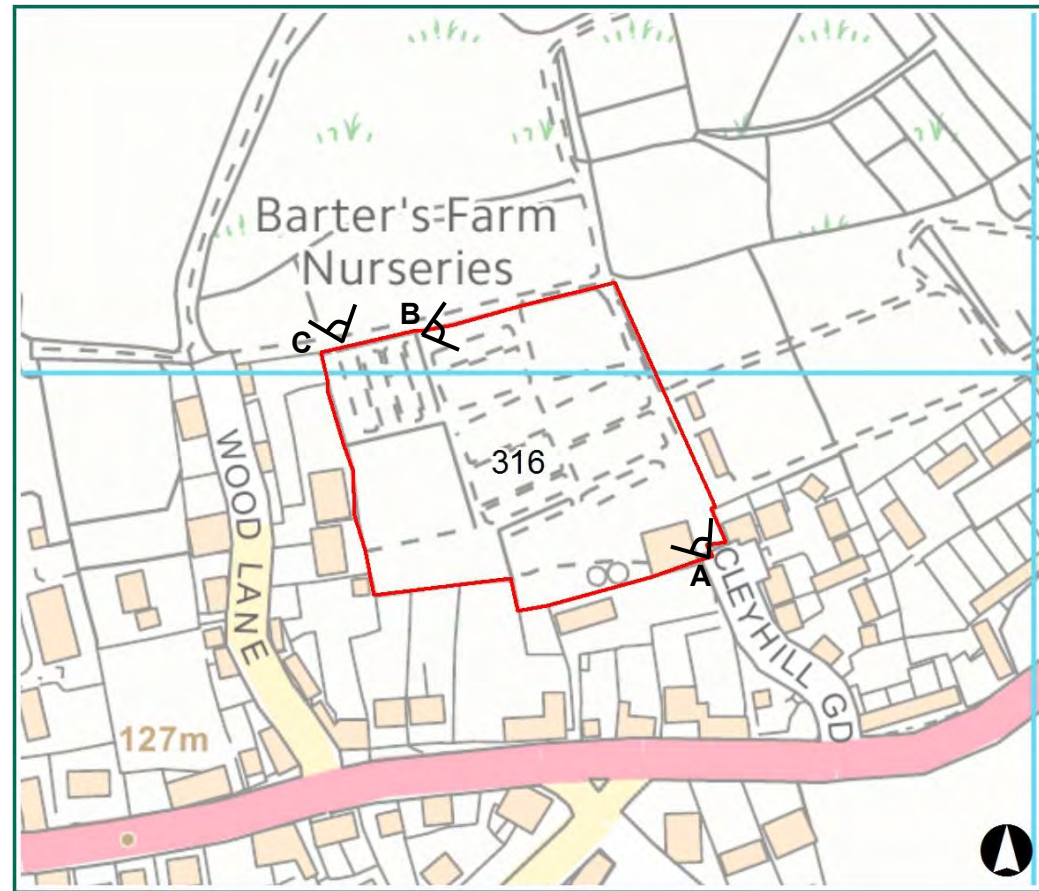 Barter's Farm
Nurseries
B
C
316
WOOD LANE
A
CLEYHILL GD
127m